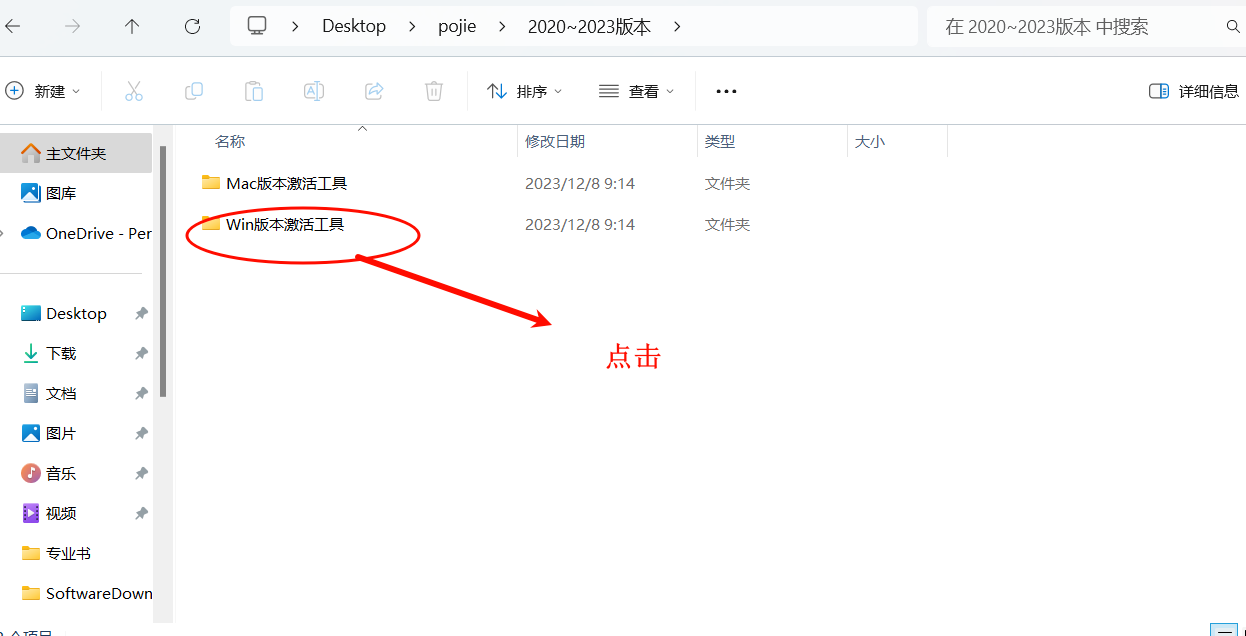 Desktop pojie 2020~2023版本 在 2020~2023版本 中搜索
新建 排序 查看 详细信息
名称 修改日期 类型 大小
主文件夹
Mac版本激活工具 2023/12/8 9:14 文件夹
图库
Win版本激活工具 2023/12/8 9:14 文件夹
OneDrive - Per
Desktop
下载
点击
文档
图片
音乐
视频
专业书
SoftwareDown
个项目